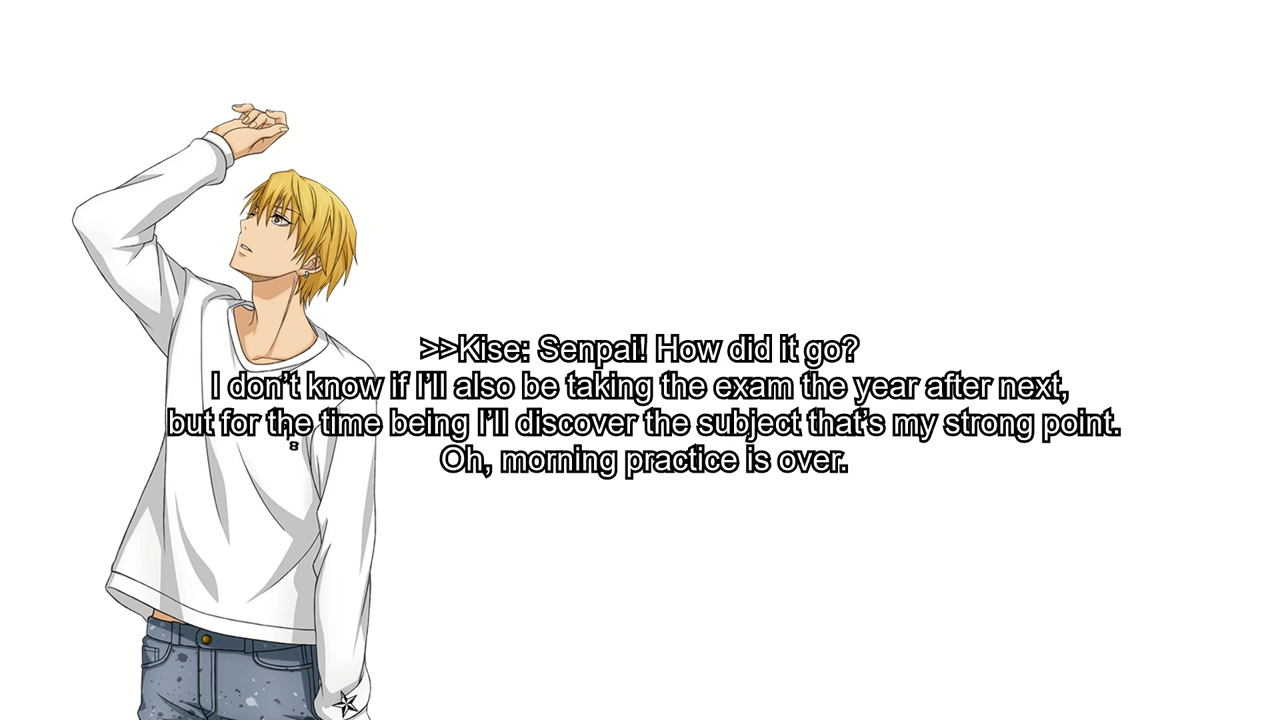 >>Kise: Senpai! How did it go?
I don't know if I'll also be taking the exam the year after next,
but for the time being I'll discover the subject that's my strong point.
Oh, morning practice is over.